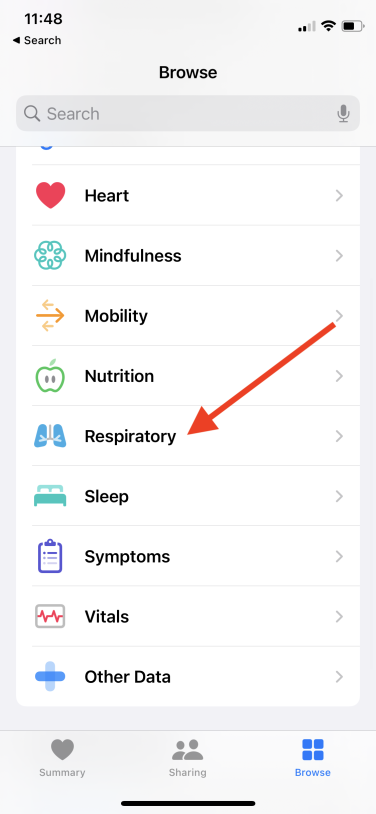 11:48
Search
Browse
Search
Heart
Mindfulness
Mobility
Nutrition
Respiratory
Sleep
Symptoms
Vitals
Other Data
Summary
Sharing
Browse